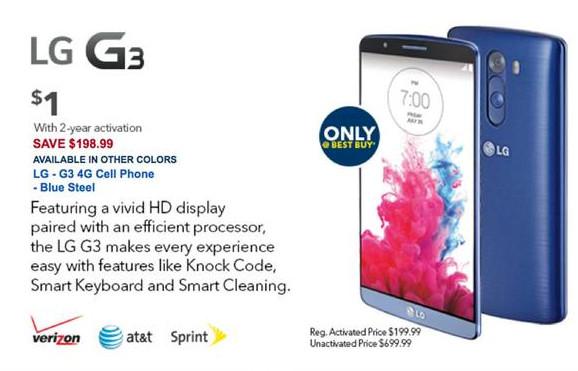 LG G3
$1
With 2-year activation
SAVE $198.99
AVAILABLE IN OTHER COLORS
LG - G3 4G Cell Phone
- Blue Steel
Featuring a vivid HD display
paired with an efficient processor,
the LG G3 makes every experience
easy with features like Knock Code,
Smart Keyboard and Smart Cleaning.
verizon
at&t
Sprint
ONLY
@ BEST BUY
PM
7:00
FRIDAY
LG
LG
Reg. Activated Price $199.99
Unactivated Price $699.99